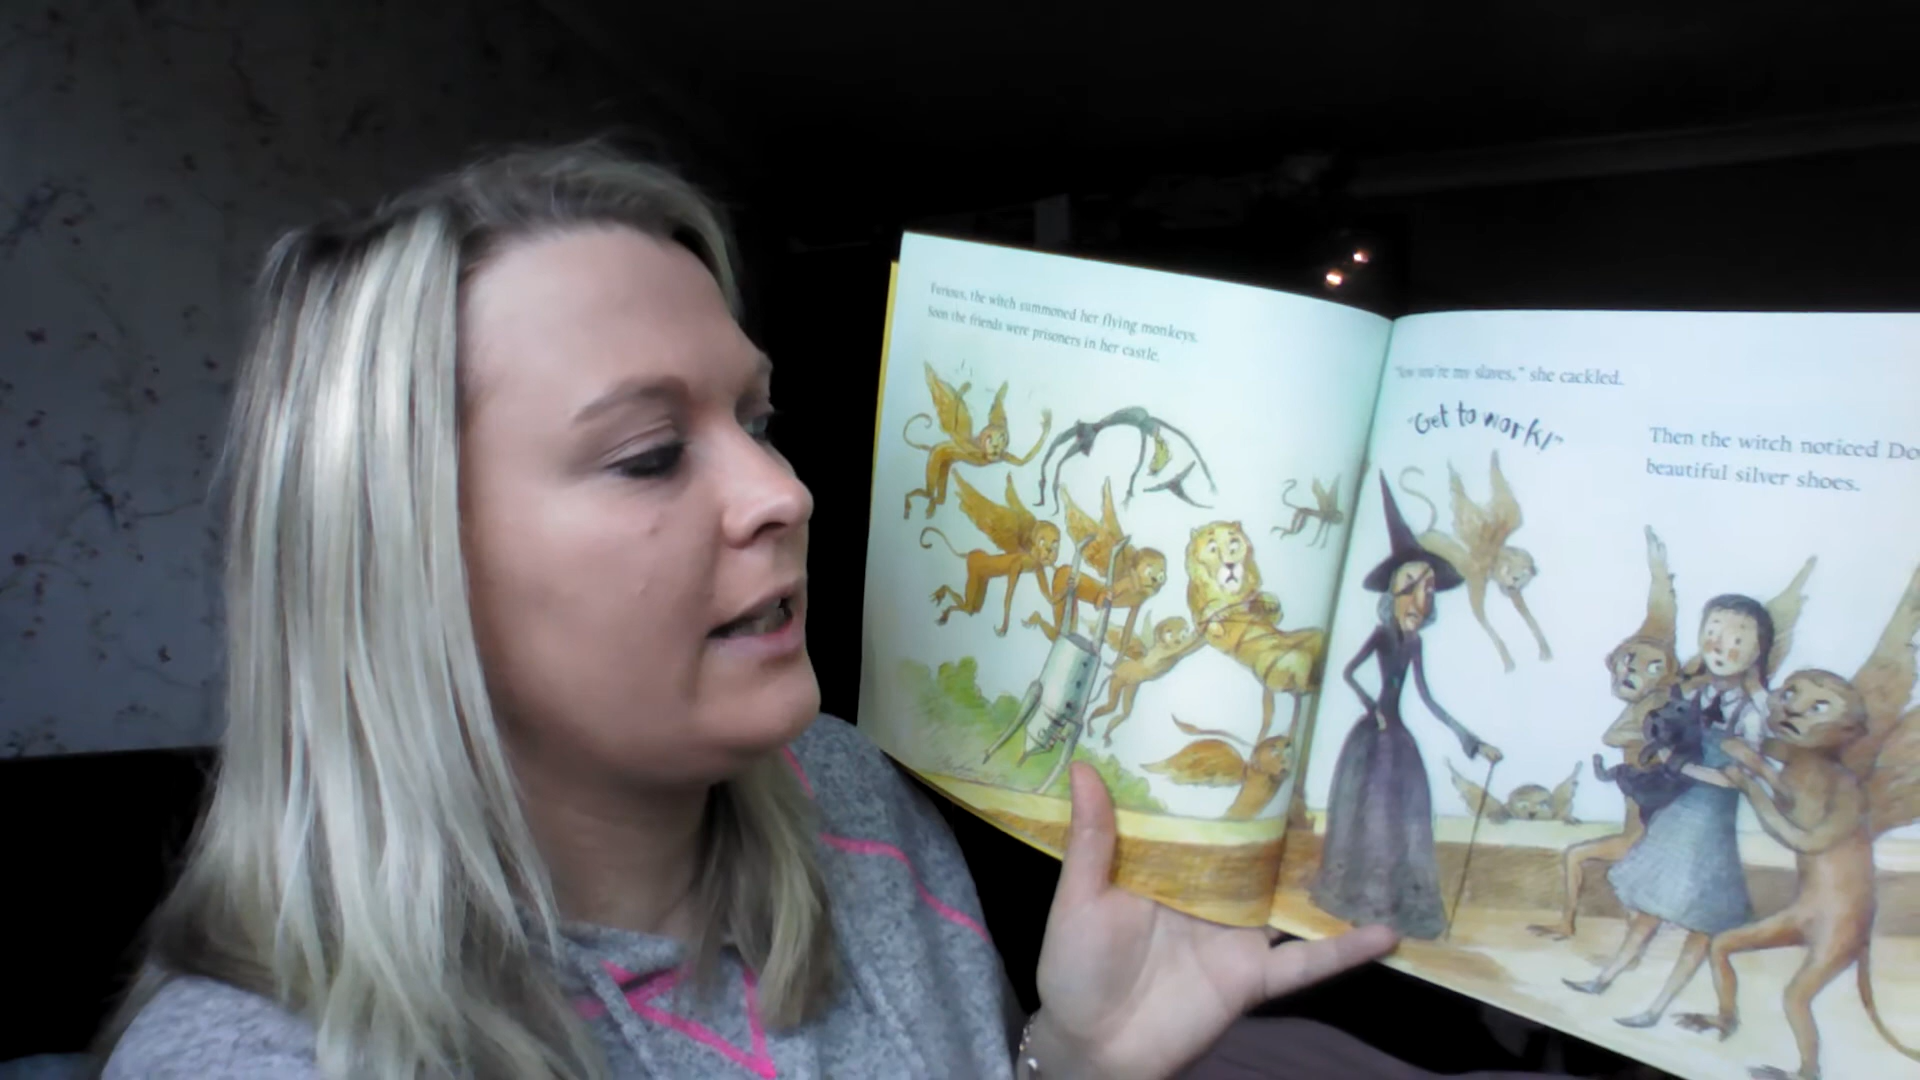 Furious, the witch summoned her flying monkeys.
Soon the friends were prisoners in her castle.
"Now you're my slaves," she cackled.
"Get to work!"
Then the witch noticed Do
beautiful silver shoes.